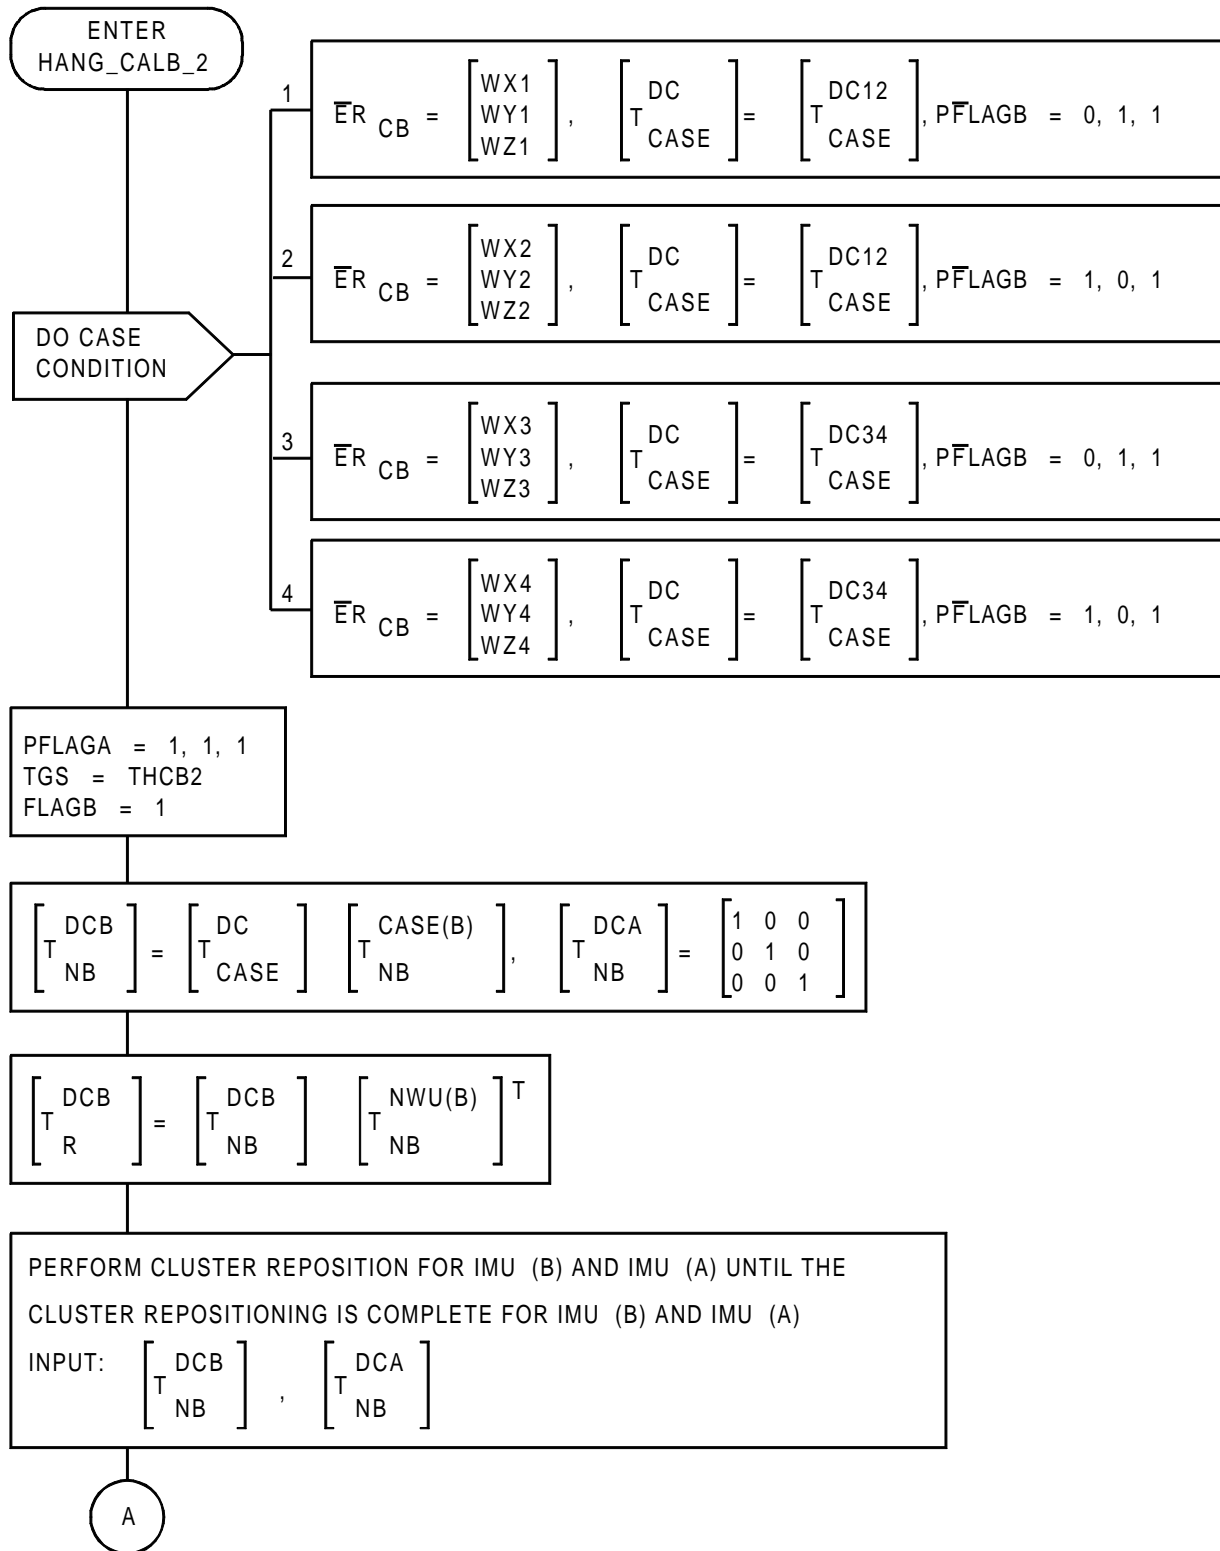 ENTER
HANG_CALB_2
1
E̅R CB = [WX1 WY1 WZ1], [T DC CASE] = [T DC12 CASE], PF̅LAGB = 0, 1, 1
2
E̅R CB = [WX2 WY2 WZ2], [T DC CASE] = [T DC12 CASE], PF̅LAGB = 1, 0, 1
DO CASE
CONDITION
3
E̅R CB = [WX3 WY3 WZ3], [T DC CASE] = [T DC34 CASE], PF̅LAGB = 0, 1, 1
4
E̅R CB = [WX4 WY4 WZ4], [T DC CASE] = [T DC34 CASE], PF̅LAGB = 1, 0, 1
PFLAGA = 1, 1, 1
TGS = THCB2
FLAGB = 1
[T DCB NB] = [T DC CASE] [T CASE(B) NB], [T DCA NB] = [1 0 0 0 1 0 0 0 1]
[T DCB R] = [T DCB NB] [T NWU(B) NB] T
PERFORM CLUSTER REPOSITION FOR IMU (B) AND IMU (A) UNTIL THE
CLUSTER REPOSITIONING IS COMPLETE FOR IMU (B) AND IMU (A)
INPUT: [T DCB NB] , [T DCA NB]
A